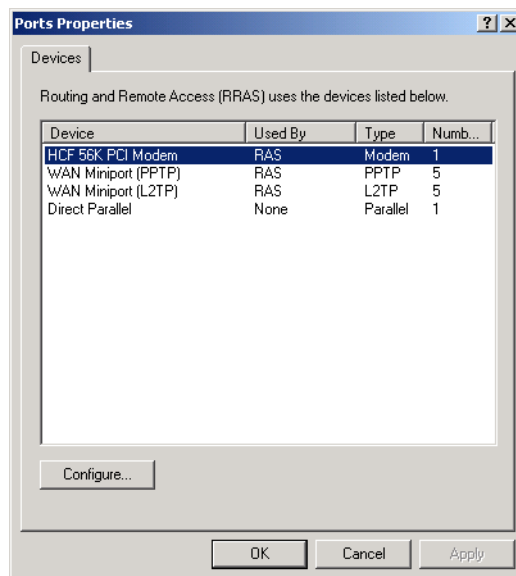 Ports Properties
Devices
Routing and Remote Access (RRAS) uses the devices listed below.
Device Used By Type Numb...
HCF 56K PCI Modem RAS Modem 1
WAN Miniport (PPTP) RAS PPTP 5
WAN Miniport (L2TP) RAS L2TP 5
Direct Parallel None Parallel 1
Configure...
OK Cancel Apply